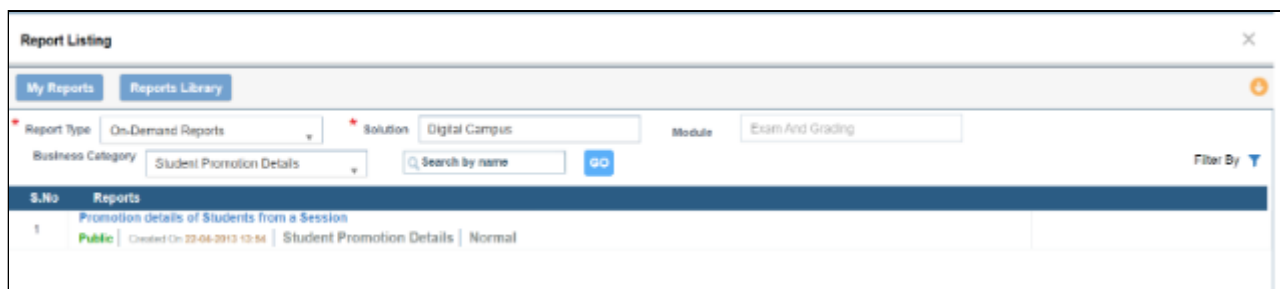 Report Listing
My Reports Reports Library
* Report Type On-Demand Reports * Solution Digital Campus Module Exam And Grading
Business Category Student Promotion Details Search by name GO Filter By
S.No Reports
Promotion details of Students from a Session
1
Public Created On 22-04-2013 13:54 Student Promotion Details Normal